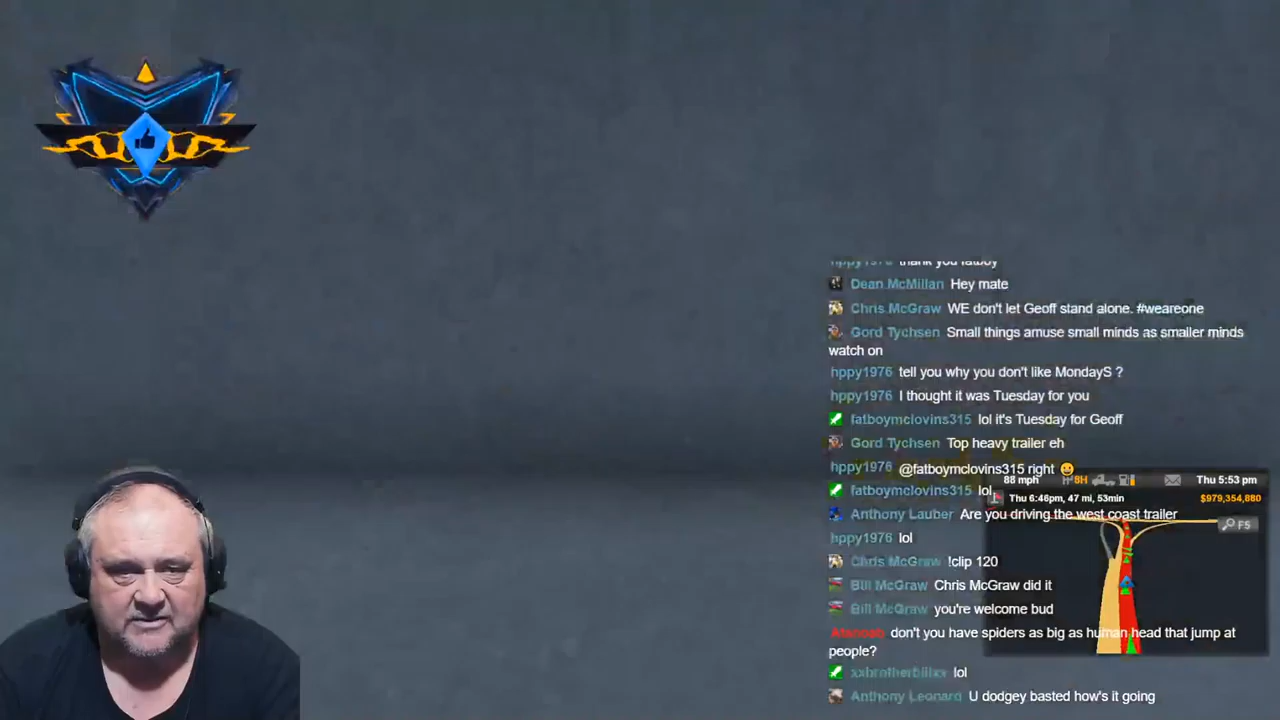 hppy1976 thank you fatboy
Dean McMillan Hey mate
Chris McGraw WE don't let Geoff stand alone. #weareone
Gord Tychsen Small things amuse small minds as smaller minds
watch on
hppy1976 tell you why you don't like MondayS ?
hppy1976 I thought it was Tuesday for you
fatboymclovins315 lol it's Tuesday for Geoff
Gord Tychsen Top heavy trailer eh
hppy1976 @fatboymclovins315 right 😀
88 mph 8H Thu 5:53 pm
fatboymclovins315 lol
Thu 6:46pm, 47 mi, 53min $979,354,880
Anthony Lauber Are you driving the west coast trailer
F5
hppy1976 lol
Chris McGraw !clip 120
Bill McGraw Chris McGraw did it
Bill McGraw you're welcome bud
don't you have spiders as big as human head that jump at
people?
xxbrotherbillxx lol
Anthony Leonard U dodgey basted how's it going